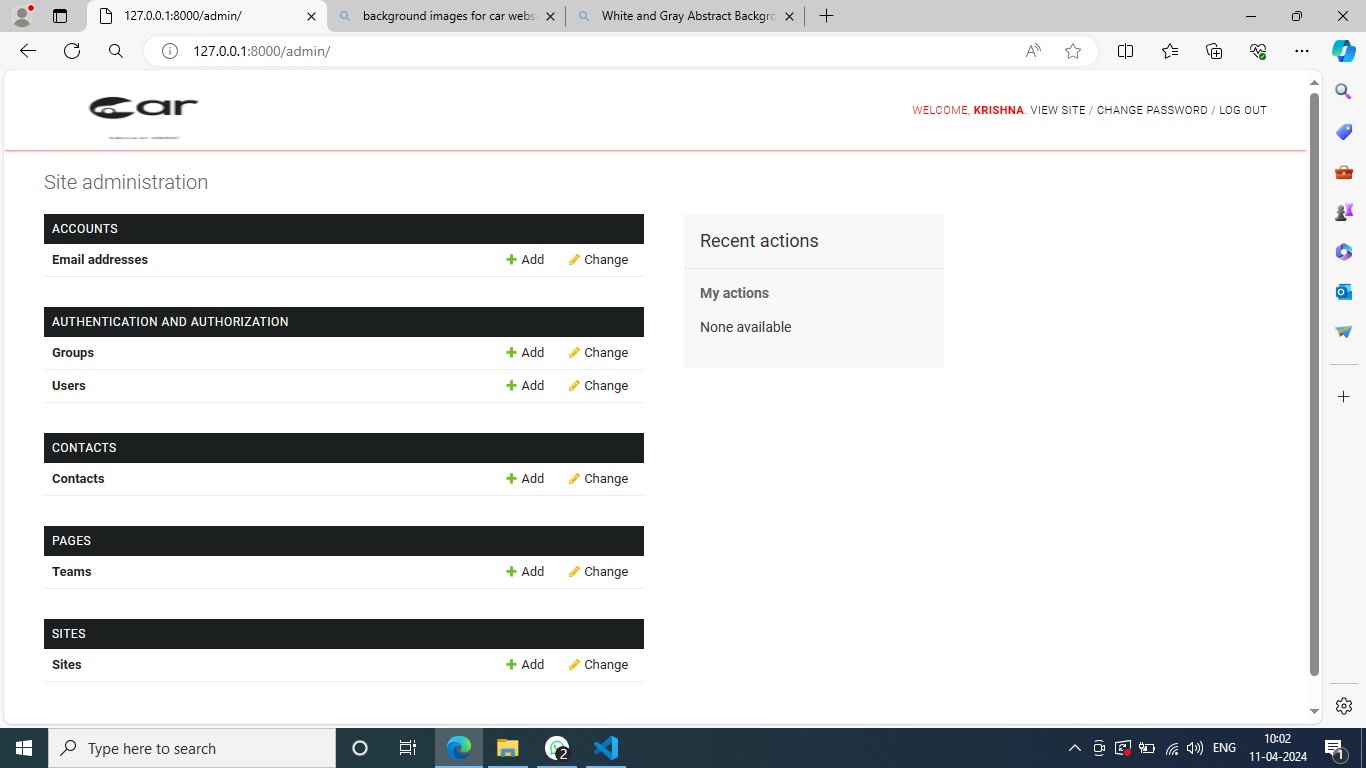 127.0.0.1:8000/admin/
background images for car webs
White and Gray Abstract Backgro
127.0.0.1:8000/admin/
car
WELCOME, KRISHNA. VIEW SITE / CHANGE PASSWORD / LOG OUT
Site administration
ACCOUNTS
Email addresses Add Change
AUTHENTICATION AND AUTHORIZATION
Groups Add Change
Users Add Change
CONTACTS
Contacts Add Change
PAGES
Teams Add Change
SITES
Sites Add Change
Recent actions
My actions
None available
Type here to search
2
ENG
10:02
11-04-2024
1